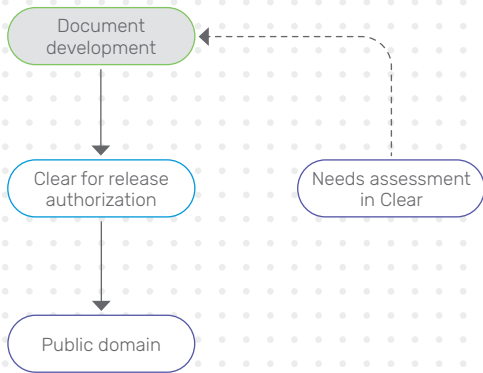 Document
development
Clear for release
authorization
Needs assessment
in Clear
Public domain